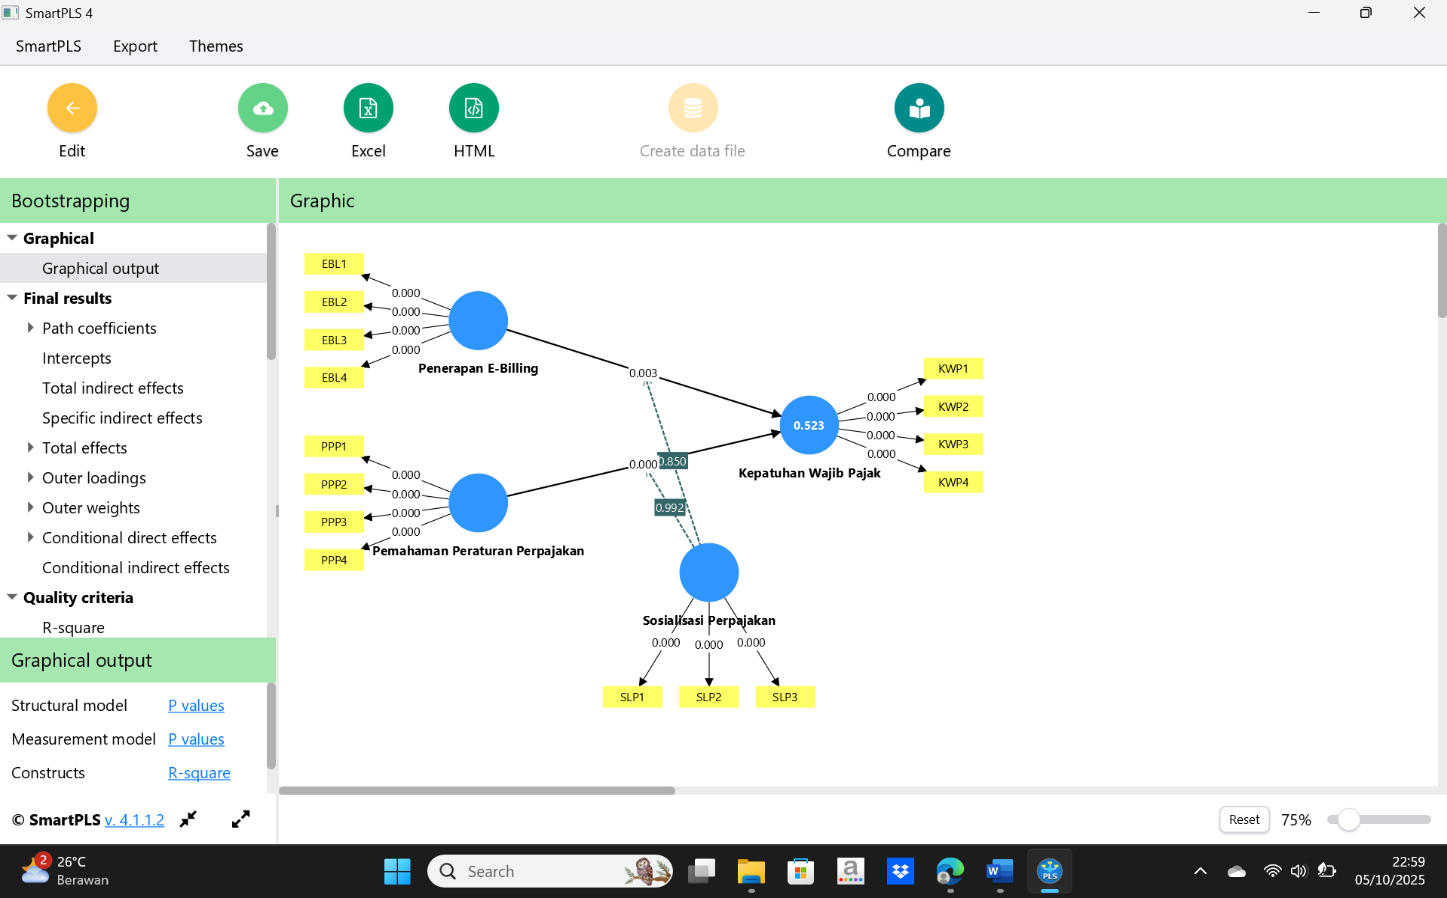 SmartPLS 4
SmartPLS Export Themes
Edit Save Excel HTML Create data file Compare
Bootstrapping
Graphical
Graphical output
Final results
Path coefficients
Intercepts
Total indirect effects
Specific indirect effects
Total effects
Outer loadings
Outer weights
Conditional direct effects
Conditional indirect effects
Quality criteria
R-square
Graphical output
Structural model P values
Measurement model P values
Constructs R-square
© SmartPLS v. 4.1.1.2
Graphic
EBL1
EBL2
EBL3
EBL4
0.000
0.000
0.000
0.000
Penerapan E-Billing
PPP1
PPP2
PPP3
PPP4
0.000
0.000
0.000
0.000
Pemahaman Peraturan Perpajakan
0.003
0.000
0.850
0.992
0.523
Kepatuhan Wajib Pajak
0.000
0.000
0.000
0.000
KWP1
KWP2
KWP3
KWP4
Sosialisasi Perpajakan
0.000 0.000 0.000
SLP1 SLP2 SLP3
Reset 75%
2
26°C
Berawan
Search
a
W
PLS
22:59
05/10/2025